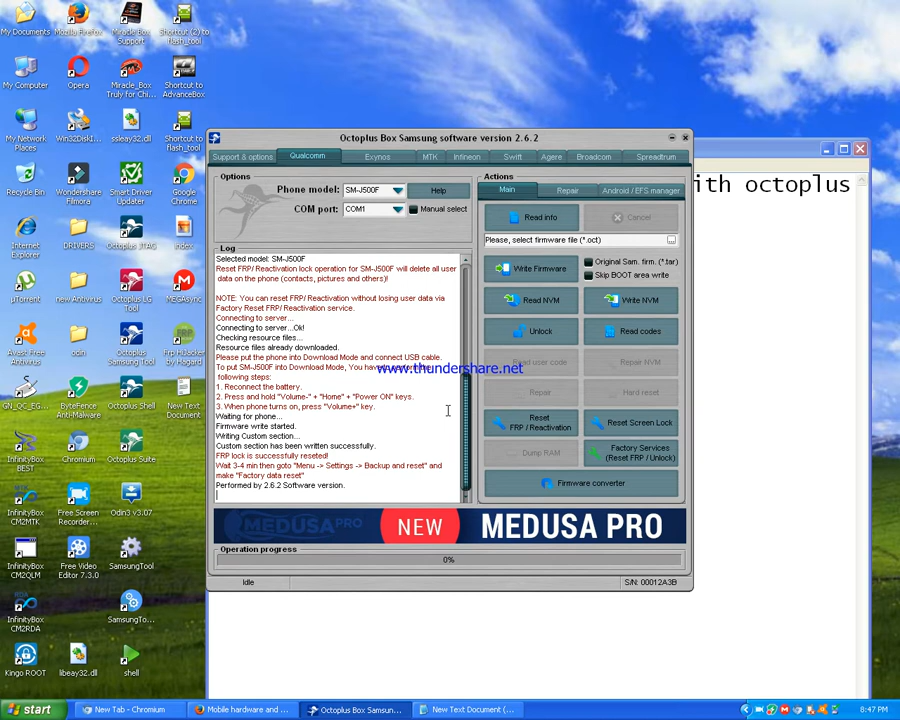 My Documents
Mozilla Firefox
Miracle Box
Support
Shortcut (2) to
flash_tool
My Computer
Opera
Miracle_Box
Truly for Chi...
Shortcut to
AdvanceBox
My Network
Places
Win32DiskI...
ssleay32.dll
Shortcut to
flash_tool
Recycle Bin
Wondershare
Filmora
Smart Driver
Updater
Google
Chrome
Internet
Explorer
DRIVERS
Octoplus JTAG
index
µTorrent
new Antivirus
Octoplus LG
Tool
MEGAsync
Avast Free
Antivirus
odin
Octoplus
Samsung Tool
Frp HiJacker
by Hagard
GN_QC_EG...
ByteFence
Anti-Malware
Octoplus Shell
New Text
Document
InfinityBox
BEST
Chromium
Octoplus Suite
InfinityBox
CM2MTK
Free Screen
Recorder...
Odin3 v3.07
InfinityBox
CM2QLM
Free Video
Editor 7.3.0
SamsungTool
InfinityBox
CM2RDA
SamsungTo...
Kingo ROOT
libeay32.dll
shell
Octoplus Box Samsung software version 2.6.2
Support & options
Qualcomm
Exynos
MTK
Infineon
Swift
Agere
Broadcom
Spreadtrum
Options
Phone model:
SM-J500F
Help
COM port:
COM1
Manual select
Log
Selected model: SM-J500F
Reset FRP/ Reactivation lock operation for SM-J500F will delete all user
data on the phone (contacts, pictures and others)!
NOTE: You can reset FRP/ Reactivation without losing user data via
Factory Reset FRP/ Reactivation service.
Connecting to server...
Connecting to server...Ok!
Checking resource files...
Resource files already downloaded.
Please put the phone into Download Mode and connect USB cable.
To put SM-J500F into Download Mode, You have to perform the
following steps:
1. Reconnect the battery.
2. Press and hold "Volume-" + "Home" + "Power ON" keys.
3. When phone turns on, press "Volume+" key.
Waiting for phone...
Firmware write started.
Writing Custom section...
Custom section has been written successfully.
FRP lock is successfully reseted!
Wait 3-4 min then goto "Menu -> Settings -> Backup and reset" and
make "Factory data reset"
Performed by 2.6.2 Software version.
www.thundershare.net
Actions
Main
Repair
Android / EFS manager
Read info
Cancel
Please, select firmware file (*.oct)
...
Write Firmware
Original Sam. firm. (*.tar)
Skip BOOT area write
Read NVM
Write NVM
Unlock
Read codes
Read user code
Repair NVM
Repair
Hard reset
Reset
FRP / Reactivation
Reset Screen Lock
Dump RAM
Factory Services
(Reset FRP / Unlock)
Firmware converter
MEDUSA PRO
NEW
MEDUSA PRO
Operation progress
0%
Idle
S/N: 00012A3B
ith octoplus
start
New Tab - Chromium
Mobile hardware and ...
Octoplus Box Samsun...
New Text Document (...
8:47 PM